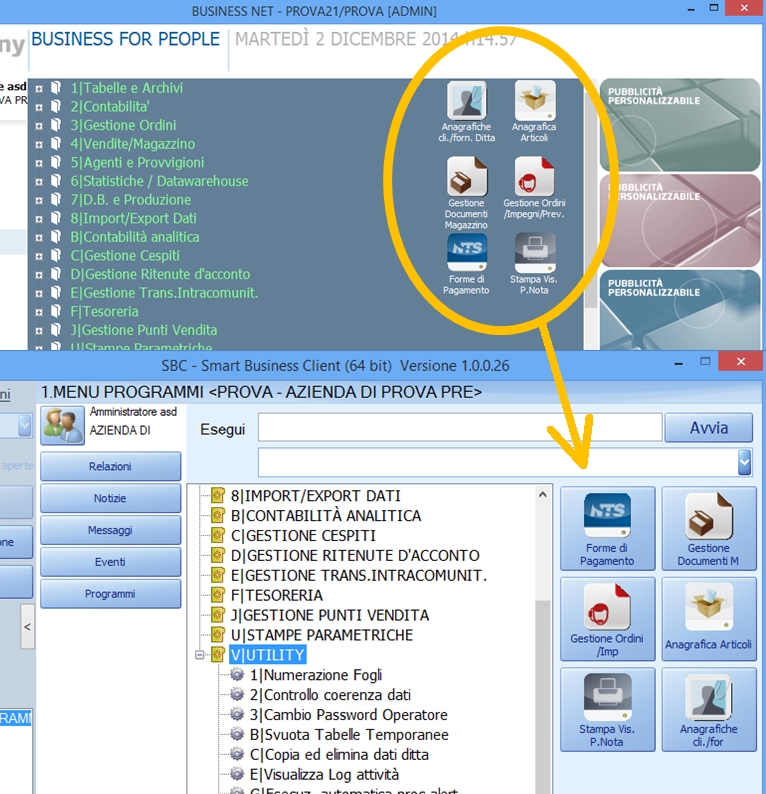 BUSINESS NET - PROVA21/PROVA [ADMIN]
ny
BUSINESS FOR PEOPLE
MARTEDÌ 2 DICEMBRE 2014 h14.57
e asd
VA PR
1|Tabelle e Archivi
2|Contabilita'
3|Gestione Ordini
4|Vendite/Magazzino
5|Agenti e Provvigioni
6|Statistiche / Datawarehouse
7|D.B. e Produzione
8|Import/Export Dati
B|Contabilità analitica
C|Gestione Cespiti
D|Gestione Ritenute d'acconto
E|Gestione Trans.Intracomunit.
F|Tesoreria
J|Gestione Punti Vendita
U|Stampe Parametriche
Anagrafiche
cli./forn. Ditta
Anagrafica
Articoli
Gestione
Documenti
Magazzino
Gestione Ordini
/Impegni/Prev.
NTS
Forme di
Pagamento
Stampa Vis.
P.Nota
PUBBLICITÀ
PERSONALIZZABILE
PUBBLICITÀ
PERSONALIZZABILE
PUBBLICITÀ
PERSONALIZZABILE
SBC - Smart Business Client (64 bit) Versione 1.0.0.26
ni
1.MENU PROGRAMMI <PROVA - AZIENDA DI PROVA PRE>
Amministratore asd
AZIENDA DI
Esegui
Avvia
aperte
one
<
RAMI
Relazioni
Notizie
Messaggi
Eventi
Programmi
8|IMPORT/EXPORT DATI
B|CONTABILITÀ ANALITICA
C|GESTIONE CESPITI
D|GESTIONE RITENUTE D'ACCONTO
E|GESTIONE TRANS.INTRACOMUNIT.
F|TESORERIA
J|GESTIONE PUNTI VENDITA
U|STAMPE PARAMETRICHE
V|UTILITY
1|Numerazione Fogli
2|Controllo coerenza dati
3|Cambio Password Operatore
B|Svuota Tabelle Temporanee
C|Copia ed elimina dati ditta
E|Visualizza Log attività
G|Esecuz. automatica proc.alert
NTS
Forme di
Pagamento
Gestione
Documenti M
Gestione Ordini
/Imp
Anagrafica Articoli
Stampa Vis.
P.Nota
Anagrafiche
cli./for